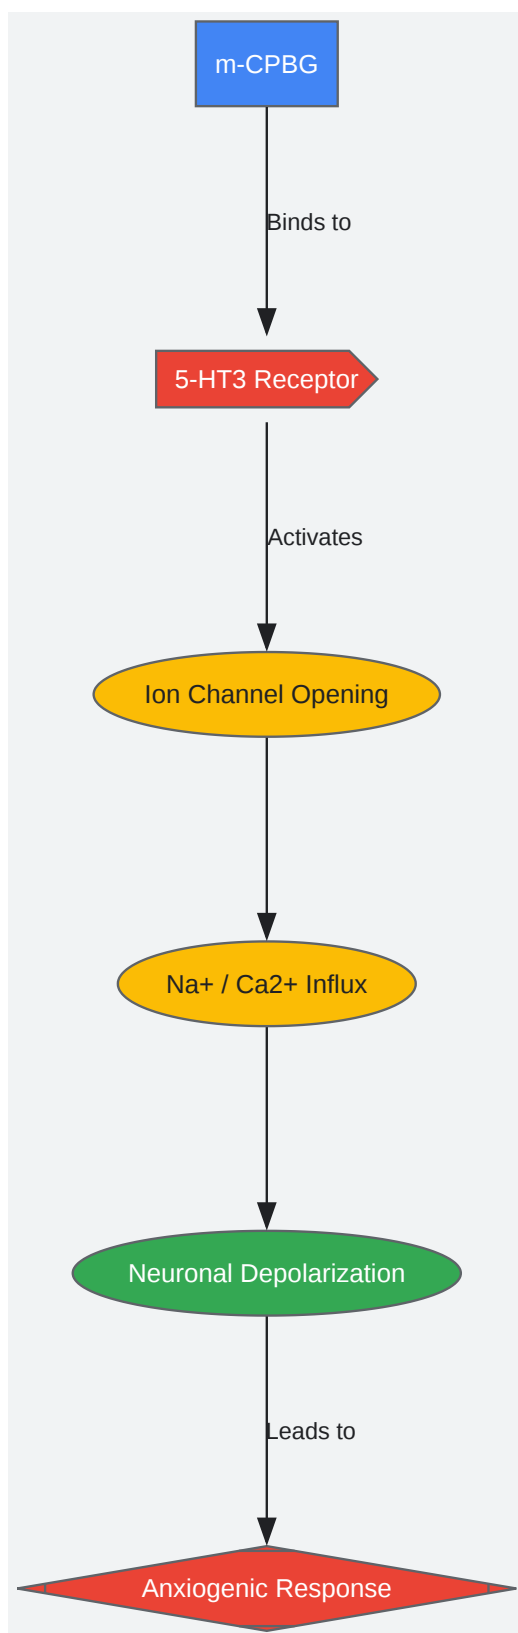 m-CPBG
Binds to
5-HT3 Receptor
Activates
Ion Channel Opening
Na+ / Ca2+ Influx
Neuronal Depolarization
Leads to
Anxiogenic Response